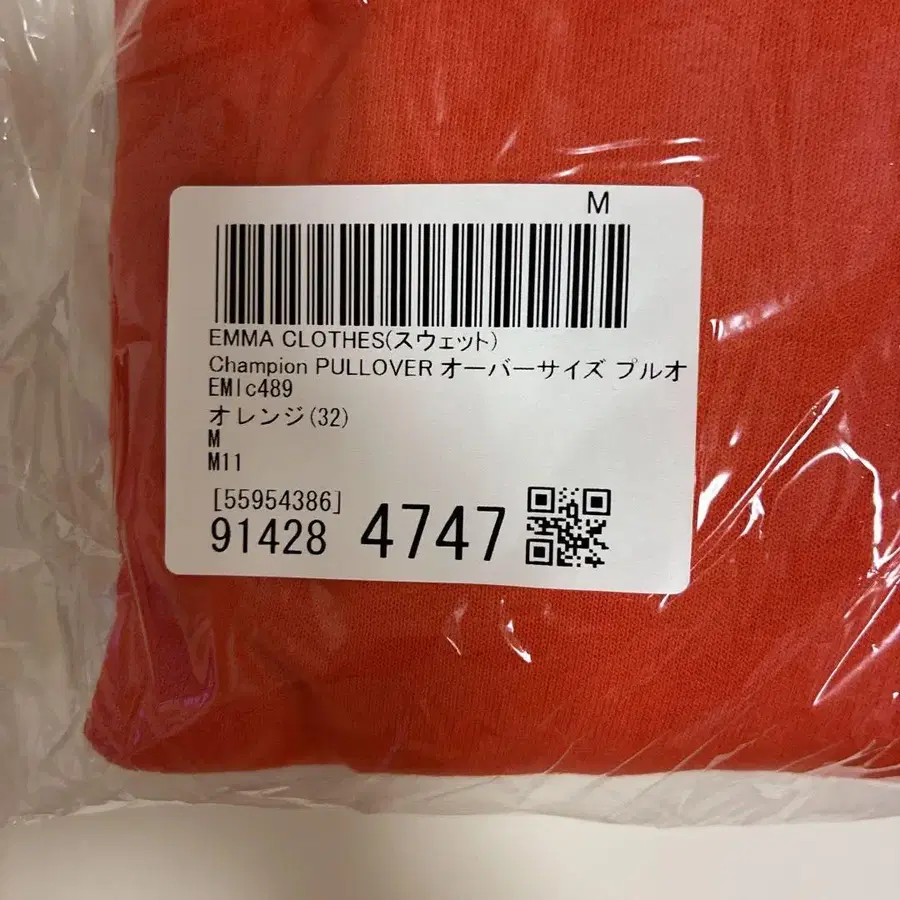 M
EMMA CLOTHES(スウェット)
Champion PULLOVER オーバーサイズ プルオ
EMIc489
オレンジ(32)
M
M11
[55954386]
91428 4747